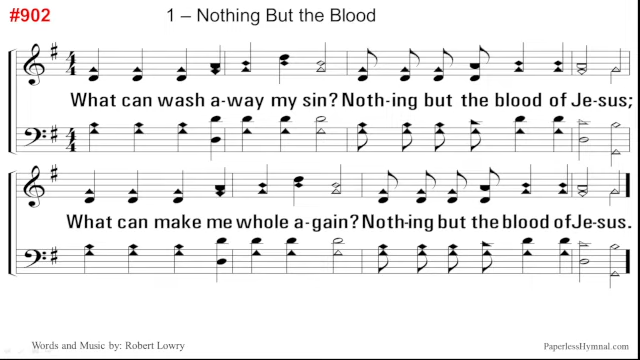 #902
1 – Nothing But the Blood
What can wash a-way my sin? Noth-ing but the blood of Je-sus;
What can make me whole a-gain? Noth-ing but the blood of Je-sus.
Words and Music by: Robert Lowry
PaperlessHymnal.com